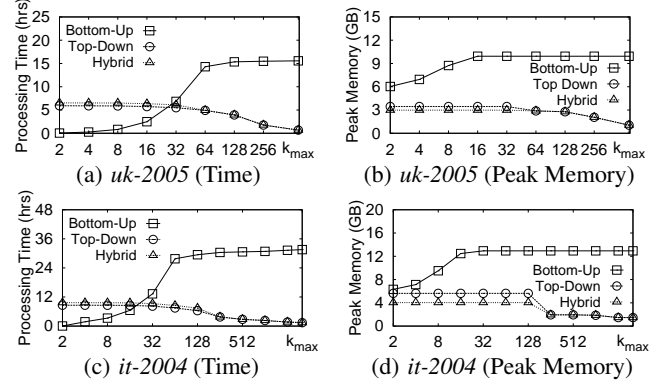 Processing Time (hrs)
25
20
15
10
5
0
Bottom-Up
Top-Down
Hybrid
2 4 8 16 32 64 128 256 kmax
(a) uk-2005 (Time)
Peak Memory (GB)
15
12
9
6
3
0
Bottom-Up
Top Down
Hybrid
2 4 8 16 32 64 128 256 kmax
(b) uk-2005 (Peak Memory)
Processing Time (hrs)
48
36
24
12
0
Bottom-Up
Top-Down
Hybrid
2 8 32 128 512 kmax
(c) it-2004 (Time)
Peak Memory (GB)
20
16
12
8
4
0
Bottom-Up
Top-Down
Hybrid
2 8 32 128 512 kmax
(d) it-2004 (Peak Memory)